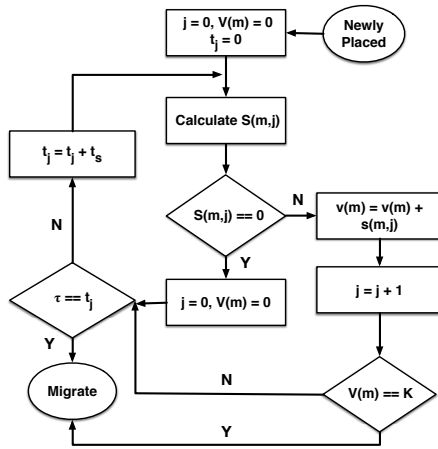 j = 0, V(m) = 0
t_j = 0
Newly
Placed
Calculate S(m,j)
t_j = t_j + t_s
N
S(m,j) == 0
N
v(m) = v(m) +
s(m,j)
Y
τ == t_j
j = 0, V(m) = 0
j = j + 1
Y
Migrate
N
V(m) == K
Y